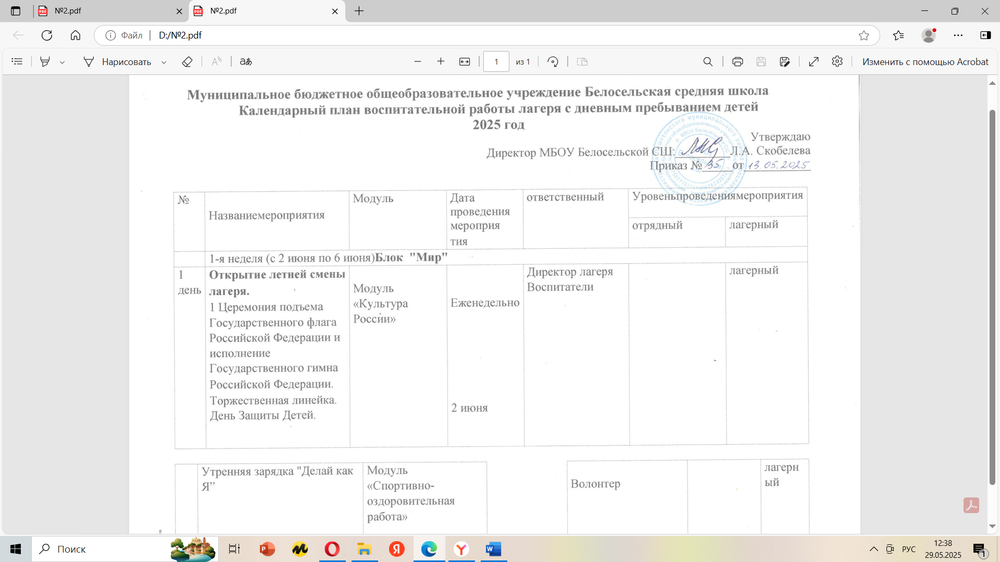 №2.pdf
№2.pdf
Файл
D:/№2.pdf
Нарисовать
аあ
1
из 1
Изменить с помощью Acrobat
Муниципальное бюджетное общеобразовательное учреждение Белосельская средняя школа
Календарный план воспитательной работы лагеря с дневным пребыванием детей
2025 год
Утверждаю
Директор МБОУ Белосельской СШ: Л.А. Скобелева
Приказ № 35 от 13.05.2025
№
Названиемероприятия
Модуль
Дата
проведения
мероприя
тия
ответственный
Уровеньпроведениямероприятия
отрядный
лагерный
1-я неделя (с 2 июня по 6 июня)Блок "Мир"
1
день
Открытие летней смены
лагеря.
1 Церемония подъема
Государственного флага
Российской Федерации и
исполнение
Государственного гимна
Российской Федерации.
Торжественная линейка.
День Защиты Детей.
Модуль
«Культура
России»
Еженедельно
2 июня
Директор лагеря
Воспитатели
лагерный
Утренняя зарядка "Делай как
Я”
Модуль
«Спортивно-
оздоровительная
работа»
Волонтер
лагерн
ый
Поиск
РУС
12:38
29.05.2025
1